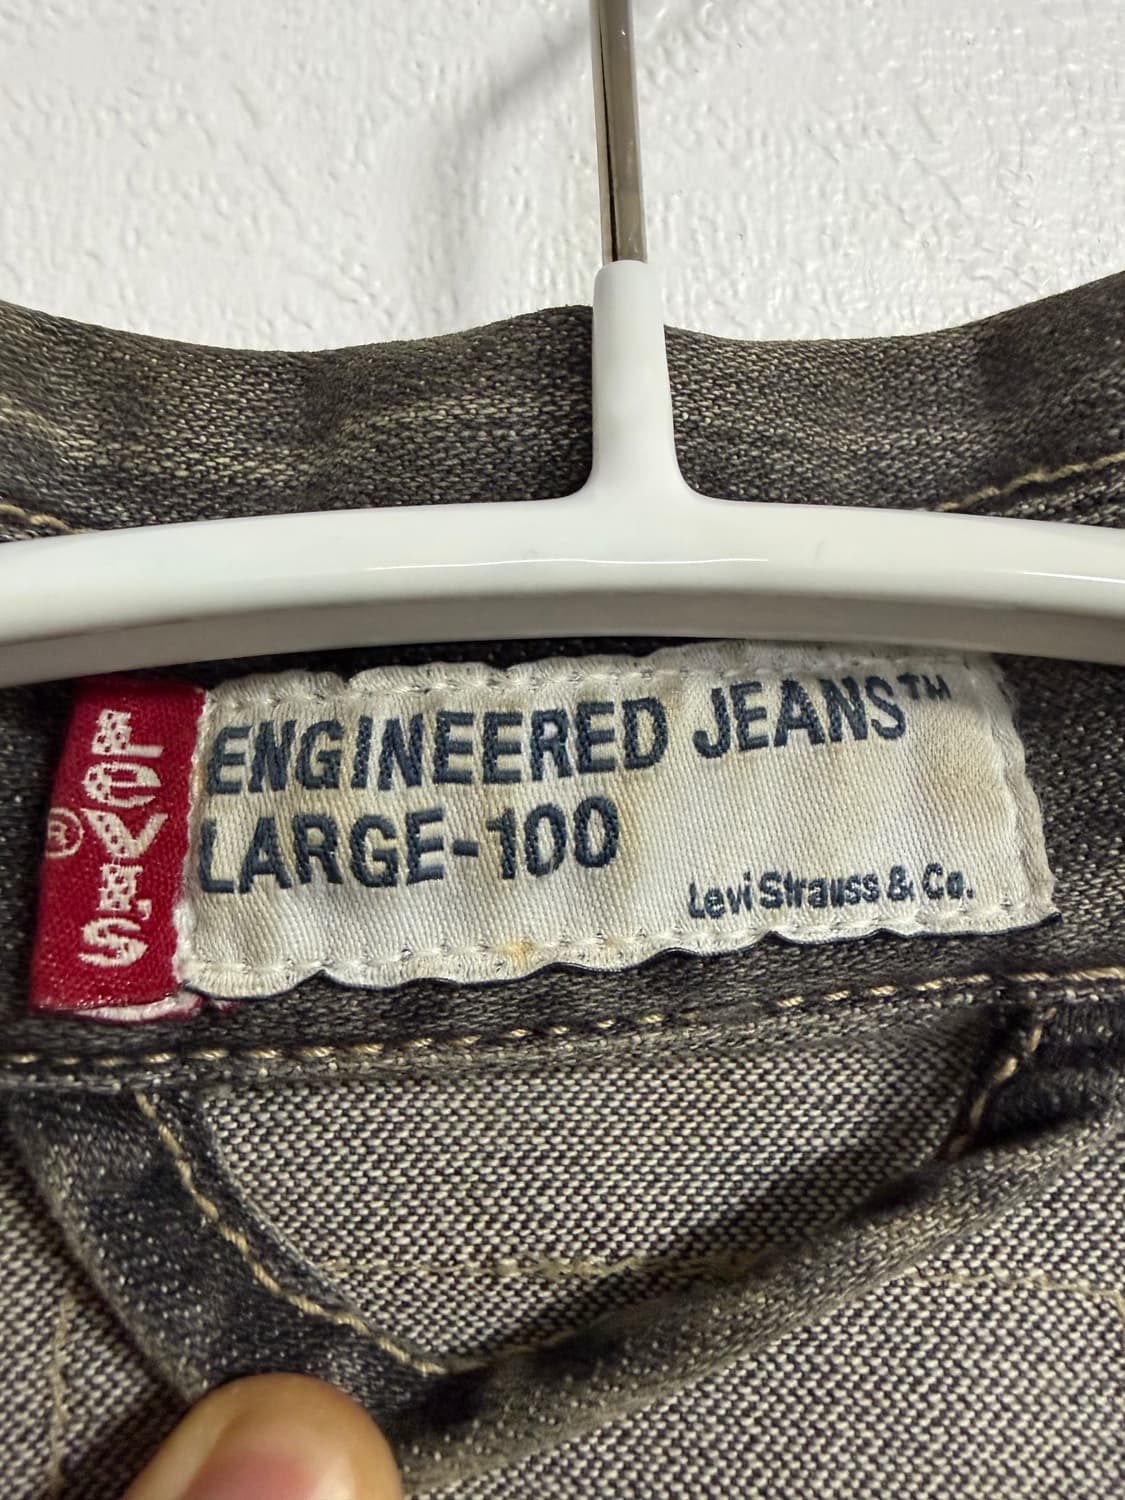 LEVI'S
®
ENGINEERED JEANS™
LARGE-100
Levi Strauss & Co.